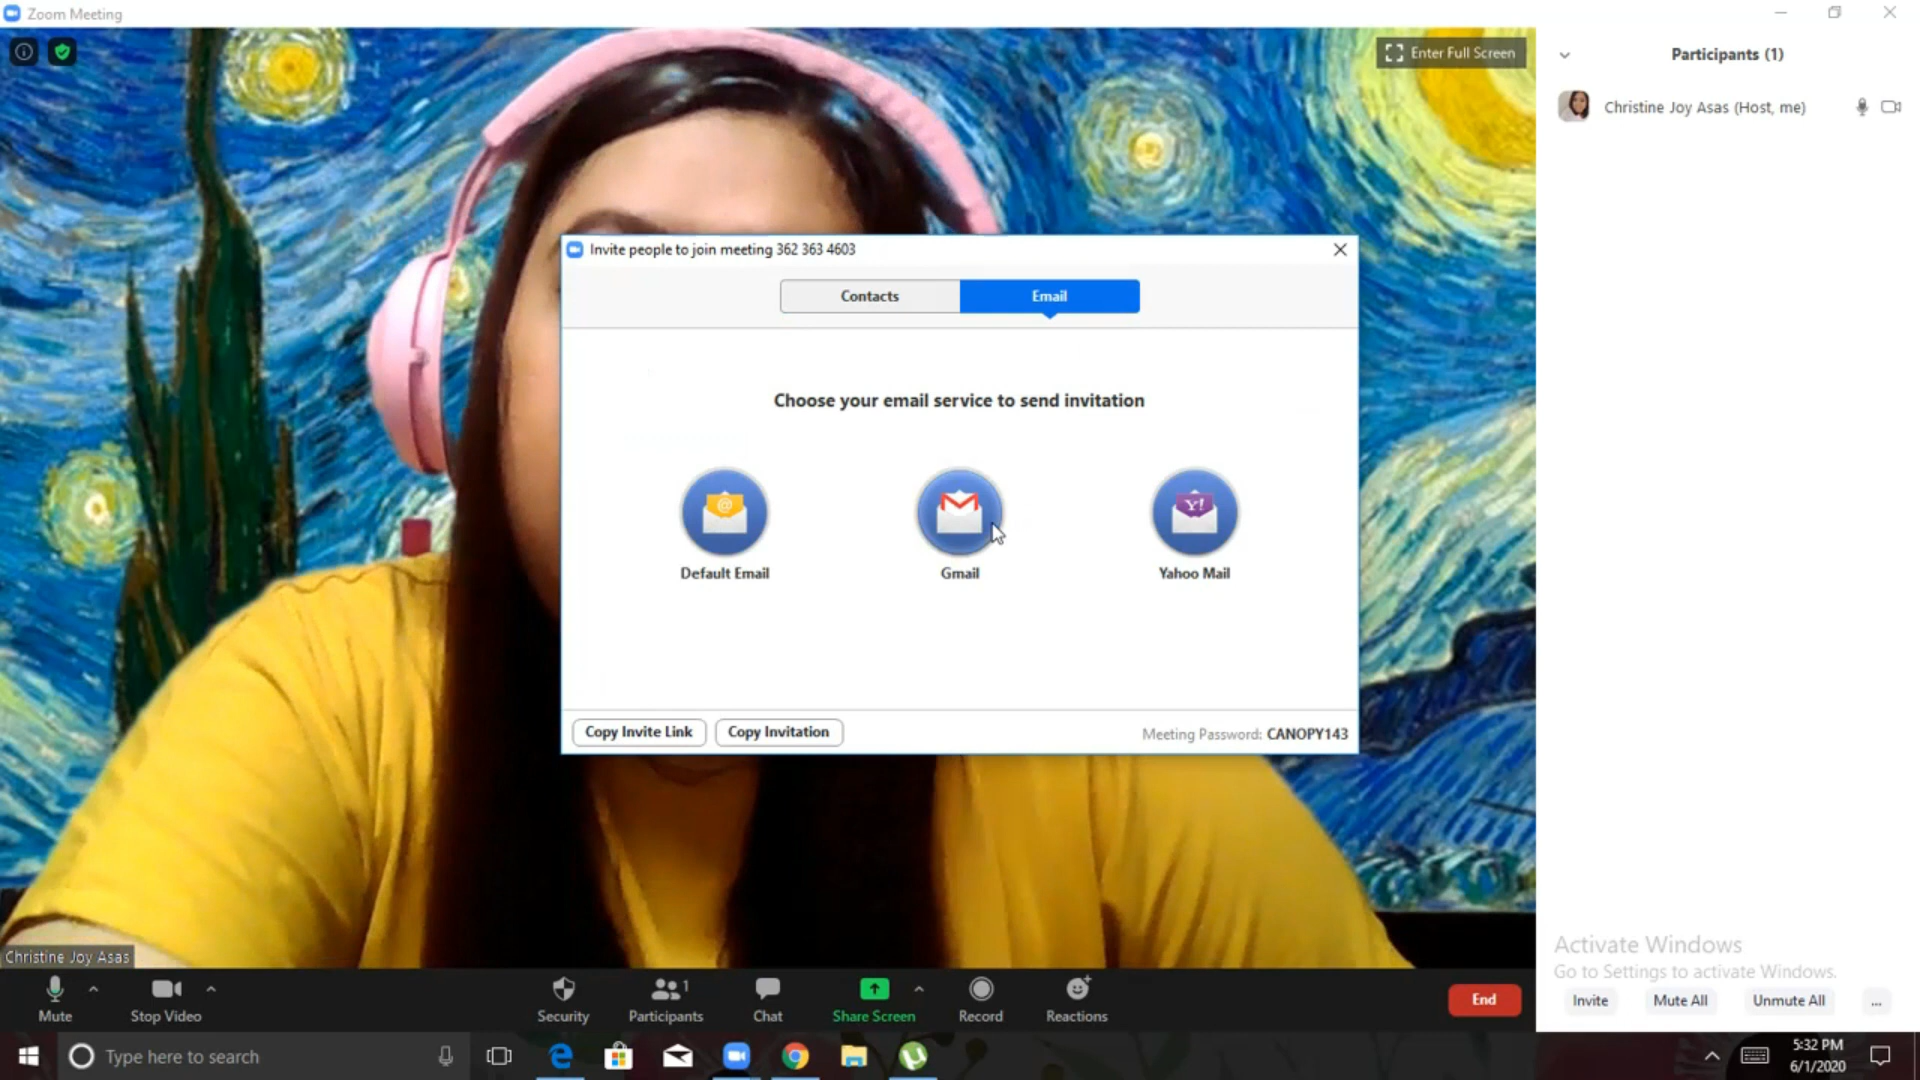 Zoom Meeting
Enter Full Screen
Participants (1)
Christine Joy Asas (Host, me)
Invite people to join meeting 362 363 4603
Contacts
Email
Choose your email service to send invitation
@
Y!
Default Email
Gmail
Yahoo Mail
Copy Invite Link
Copy Invitation
Meeting Password: CANOPY143
Christine Joy Asas
Activate Windows
Go to Settings to activate Windows.
Invite
Mute All
Unmute All
...
Mute
Stop Video
Security
1
Participants
Chat
Share Screen
Record
Reactions
End
Type here to search
5:32 PM
6/1/2020